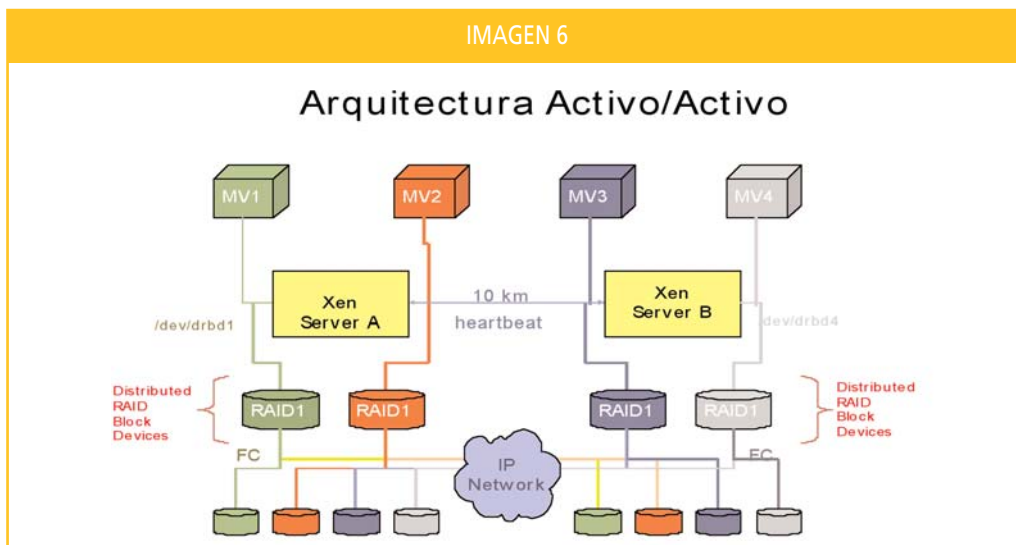 IMAGEN 6
Arquitectura Activo/Activo
MV1
MV2
MV3
MV4
Xen
Server A
10 km
heartbeat
Xen
Server B
/dev/drbd1
/dev/drbd4
Distributed
RAID
Block
Devices
RAID1
RAID1
RAID1
RAID1
Distributed
RAID
Block
Devices
FC
IP
Network
FC